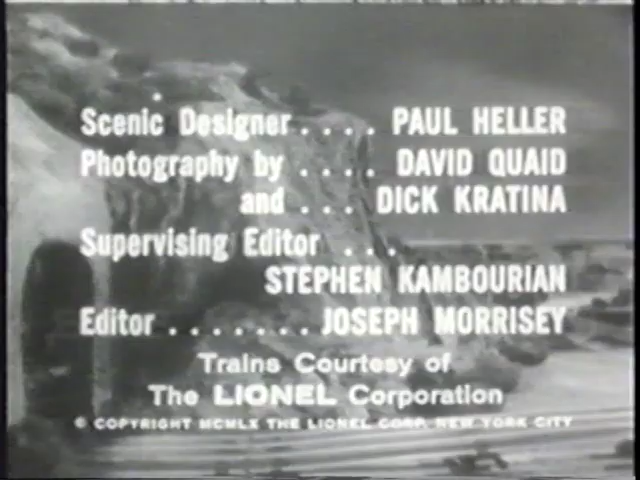 Scenic Designer.... PAUL HELLER
Photography by .... DAVID QUAID
and ... DICK KRATINA
Supervising Editor ...
STEPHEN KAMBOURIAN
Editor .......JOSEPH MORRISEY
Trains Courtesy of
The LIONEL Corporation
© COPYRIGHT MCMLX THE LIONEL CORP. NEW YORK CITY